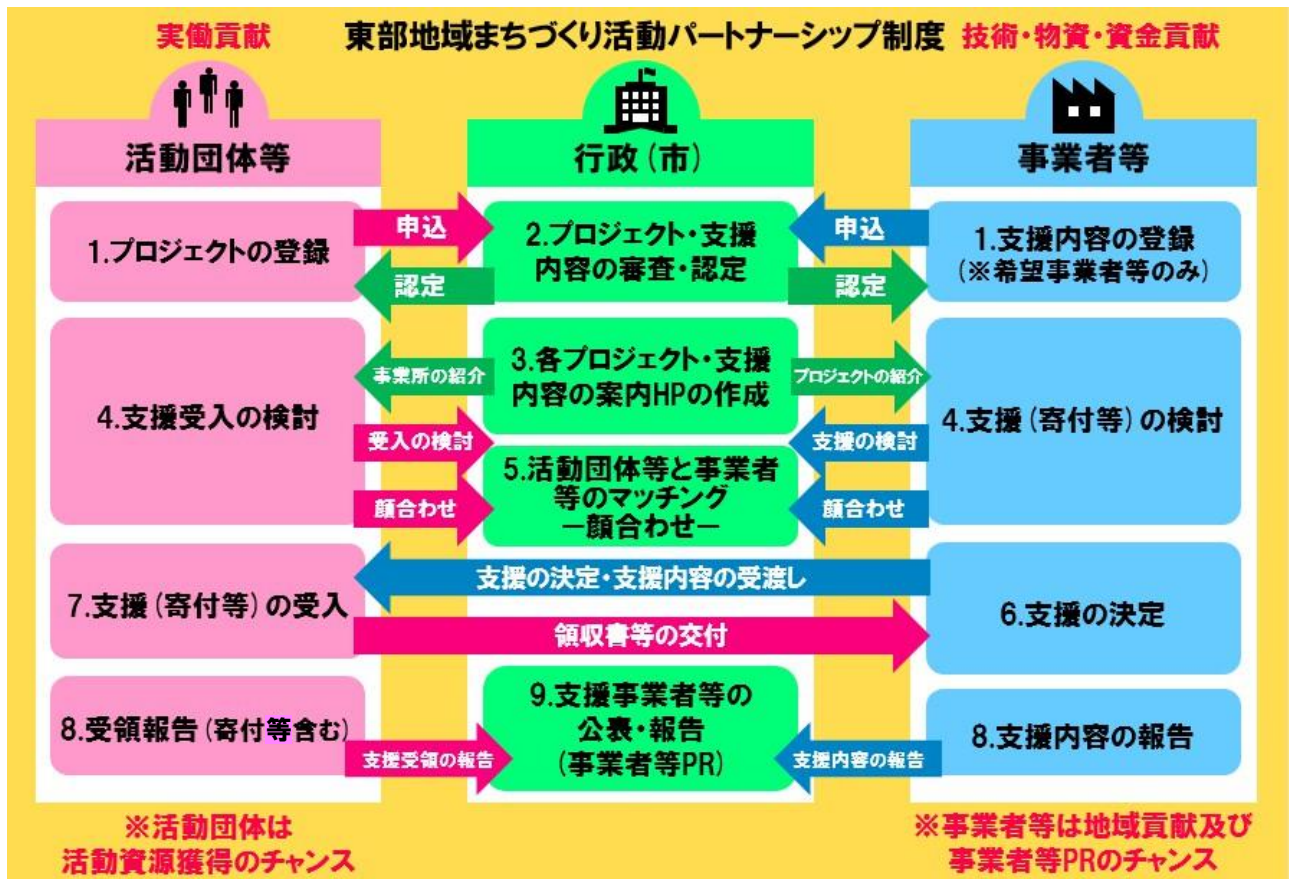 実働貢献
東部地域まちづくり活動パートナーシップ制度
技術・物資・資金貢献
活動団体等
行政(市)
事業者等
1.プロジェクトの登録
申込
認定
2.プロジェクト・支援
内容の審査・認定
申込
認定
1.支援内容の登録
(※希望事業者等のみ)
4.支援受入の検討
事業所の紹介
受入の検討
顔合わせ
3.各プロジェクト・支援
内容の案内HPの作成
プロジェクトの紹介
支援の検討
顔合わせ
4.支援(寄付等)の検討
5.活動団体等と事業者
等のマッチング
ー顔合わせー
支援の決定・支援内容の受渡し
7.支援(寄付等)の受入
領収書等の交付
6.支援の決定
8.受領報告(寄付等含む)
支援受領の報告
9.支援事業者等の
公表・報告
(事業者等PR)
支援内容の報告
8.支援内容の報告
※活動団体は
活動資源獲得のチャンス
※事業者等は地域貢献及び
事業者等PRのチャンス